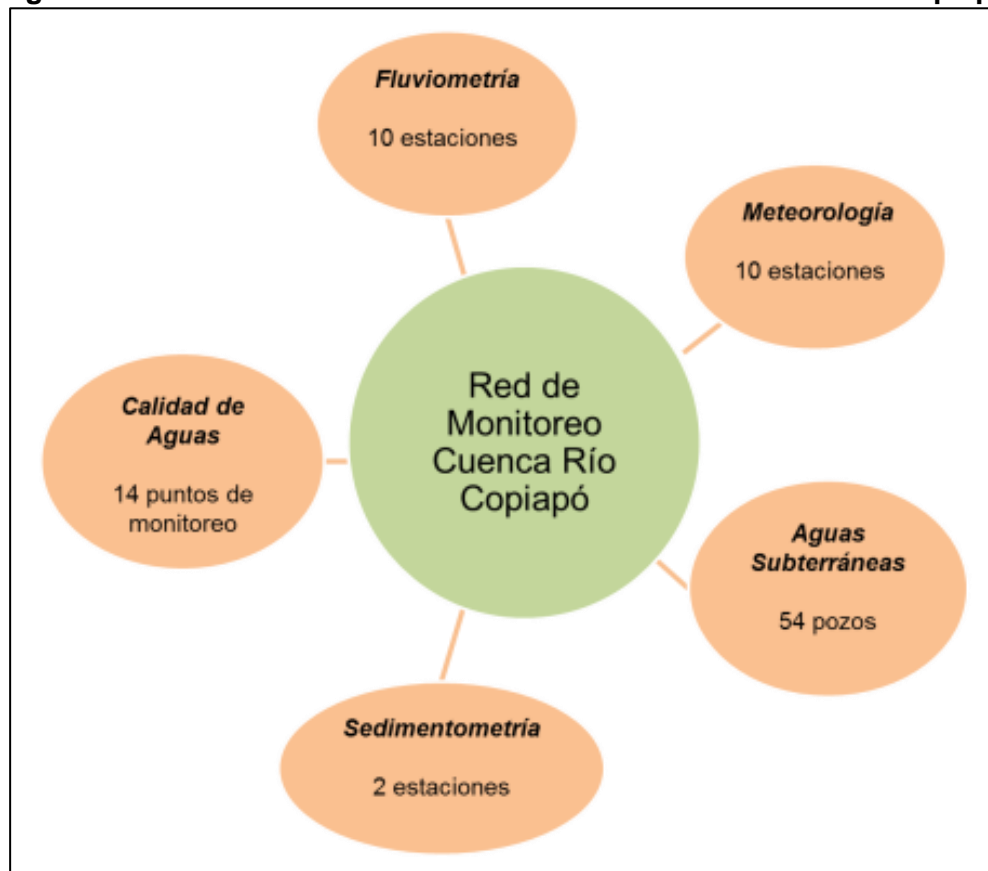 Fluviometría
10 estaciones
Meteorología
10 estaciones
Red de
Monitoreo
Cuenca Río
Copiapó
Calidad de
Aguas
14 puntos de
monitoreo
Aguas
Subterráneas
54 pozos
Sedimentometría
2 estaciones